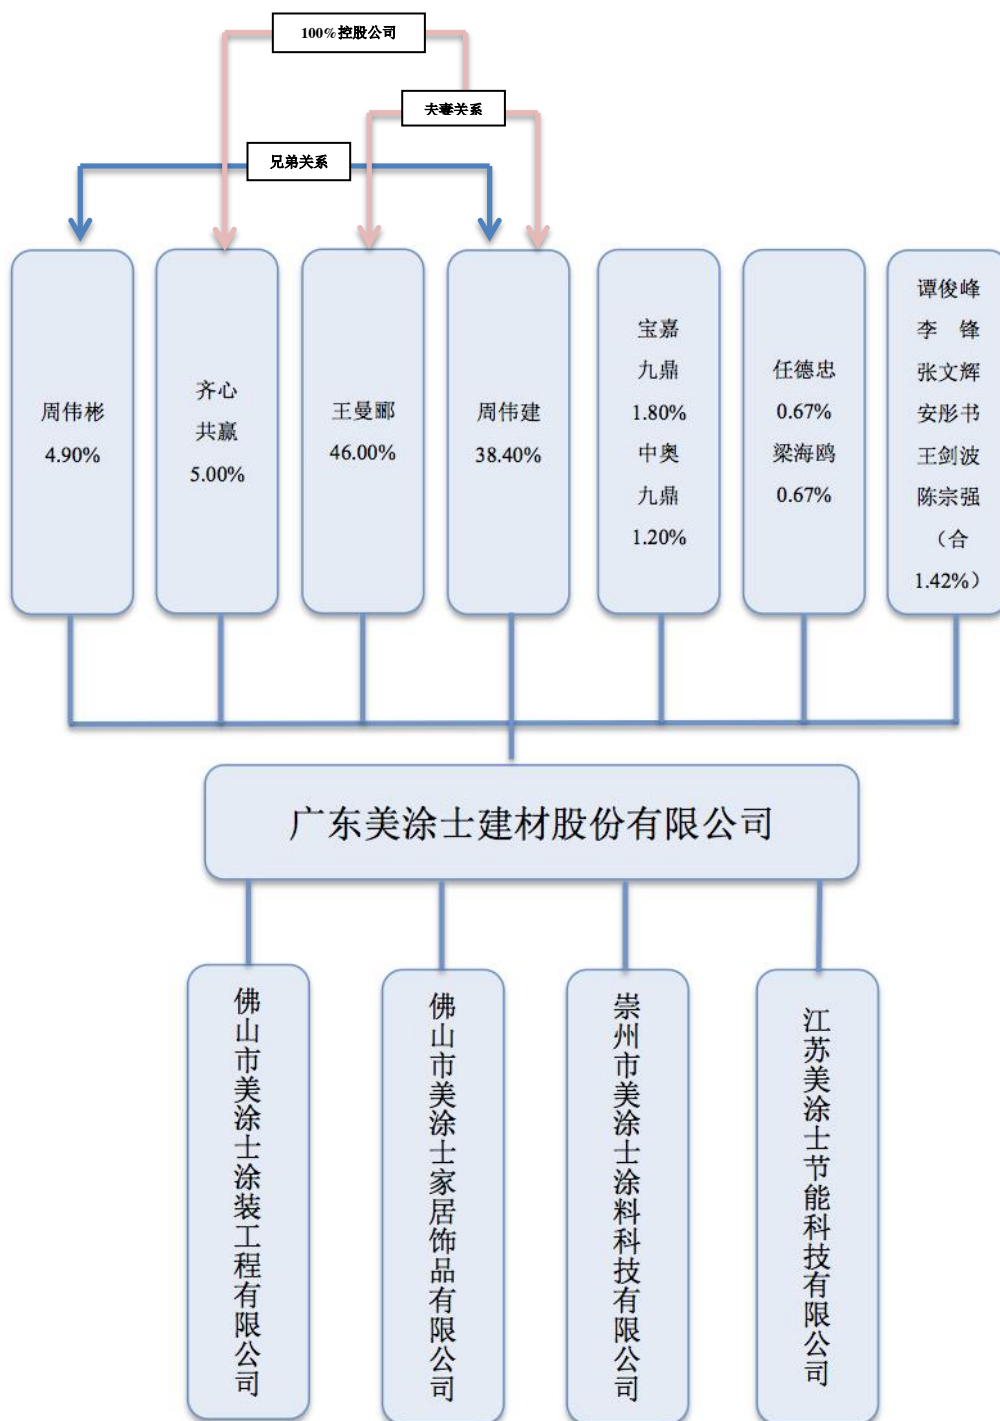 100%控股公司
夫妻关系
兄弟关系
周伟彬
4.90%
齐心
共赢
5.00%
王曼郦
46.00%
周伟建
38.40%
宝嘉
九鼎
1.80%
中奥
九鼎
1.20%
任德忠
0.67%
梁海鸥
0.67%
谭俊峰
李　锋
张文辉
安彤书
王剑波
陈宗强
（合
1.42%）
广东美涂士建材股份有限公司
佛山市美涂士涂装工程有限公司
佛山市美涂士家居饰品有限公司
崇州市美涂士涂料科技有限公司
江苏美涂士节能科技有限公司